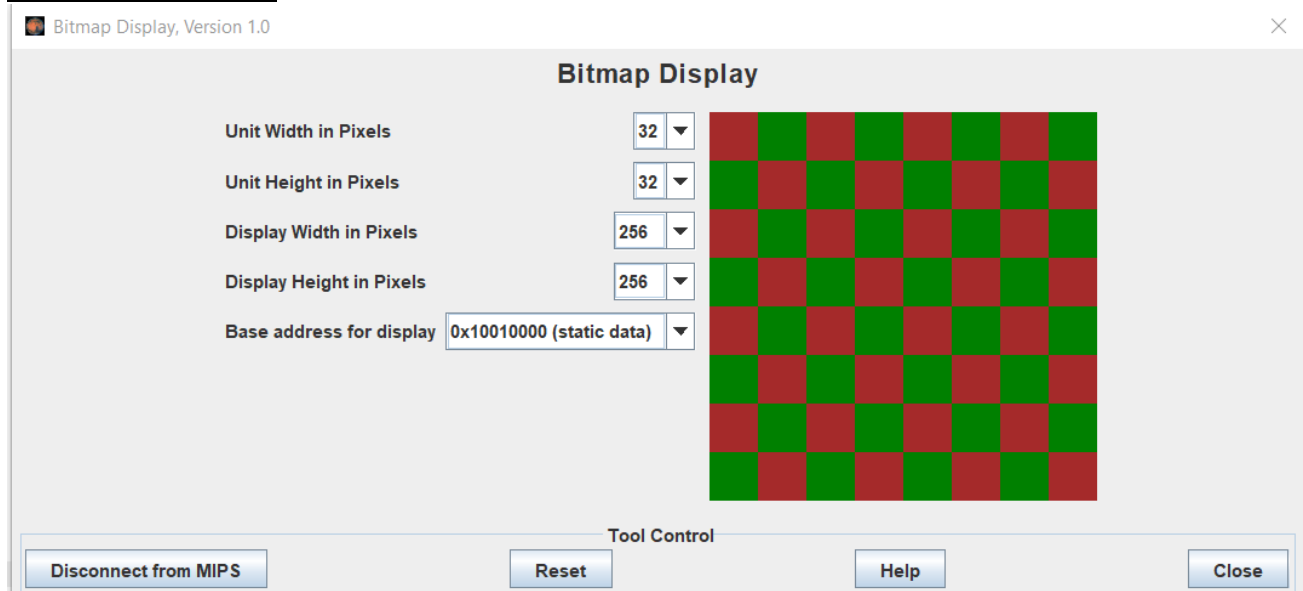 Bitmap Display, Version 1.0
Bitmap Display
Unit Width in Pixels 32
Unit Height in Pixels 32
Display Width in Pixels 256
Display Height in Pixels 256
Base address for display 0x10010000 (static data)
Tool Control
Disconnect from MIPS Reset Help Close